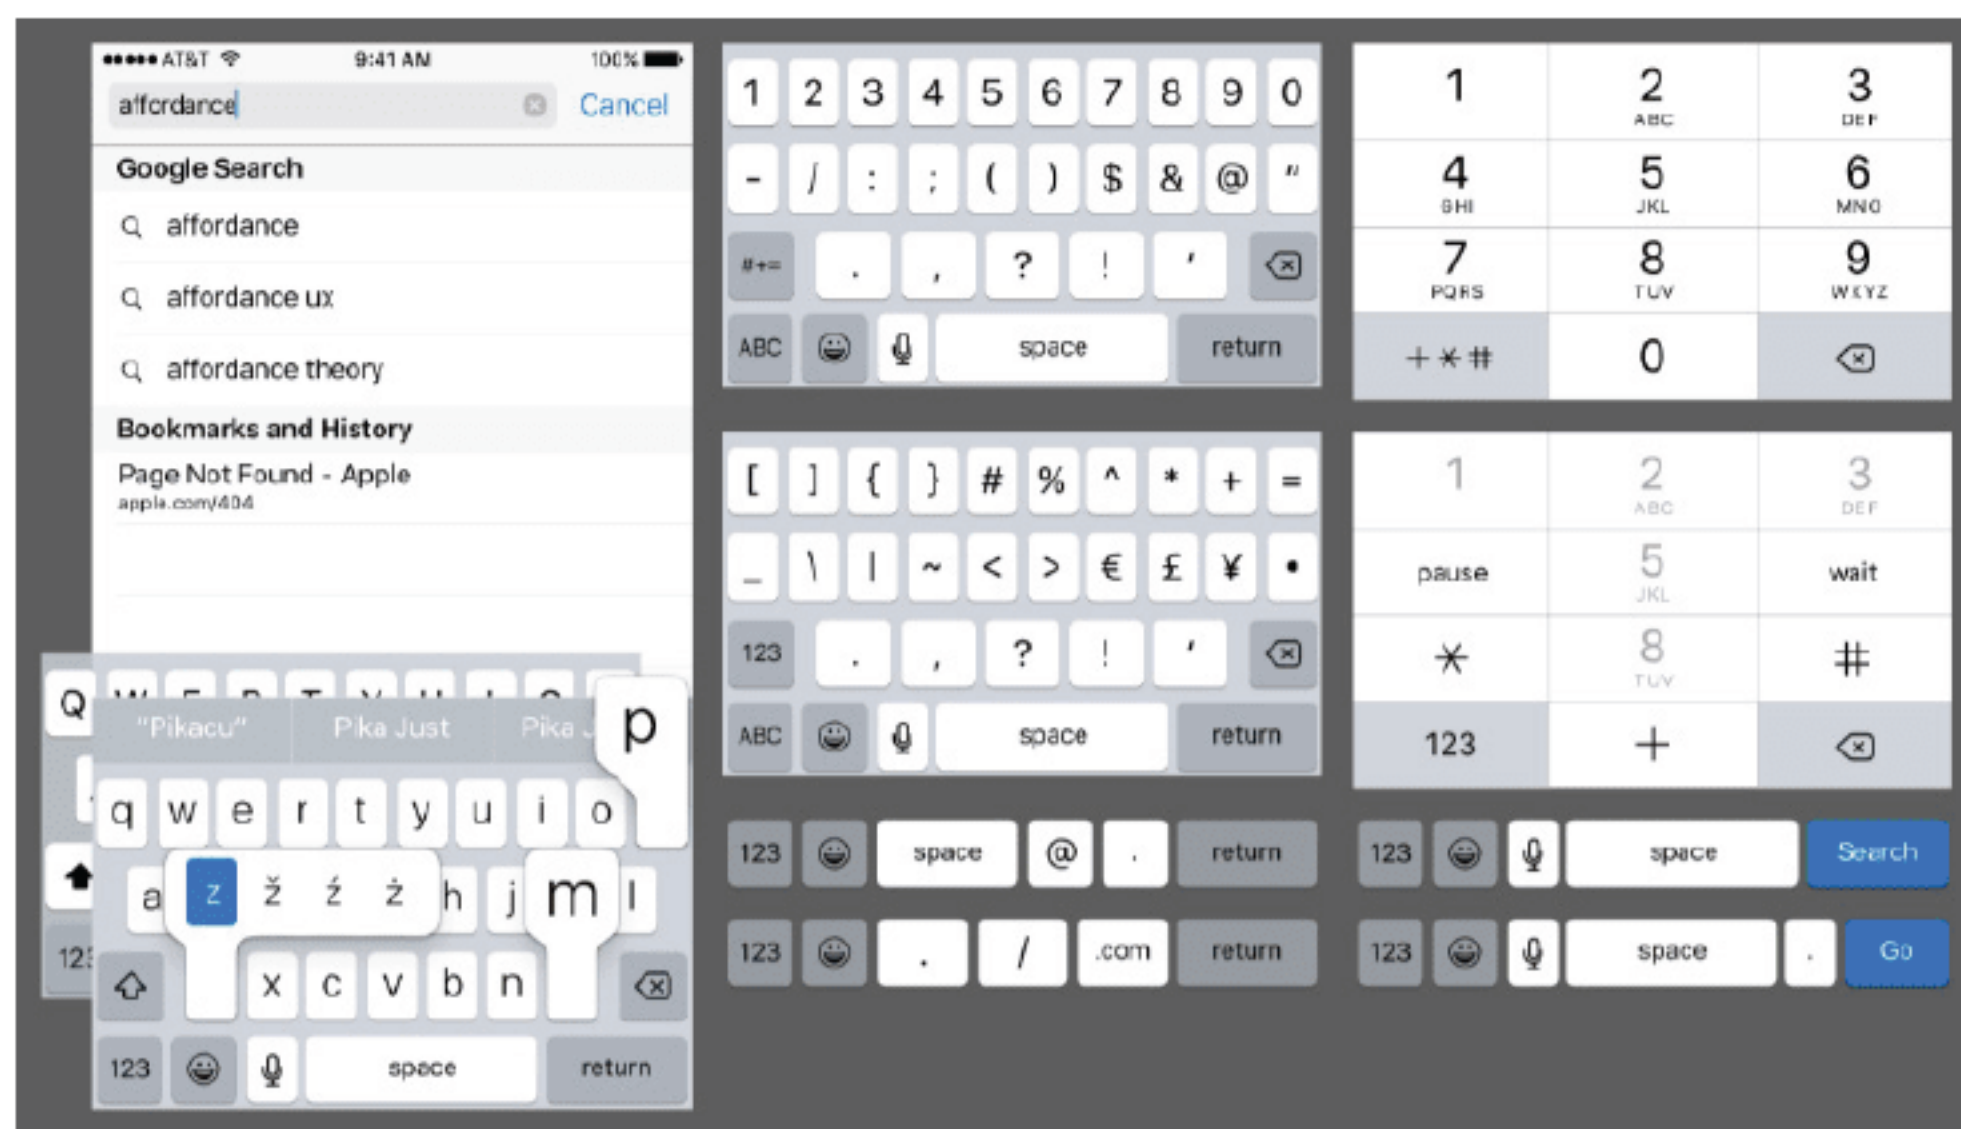 AT&T 9:41 AM 100%
affordance Cancel
Google Search
affordance
affordance ux
affordance theory
Bookmarks and History
Page Not Found - Apple
apple.com/404
Q
"Pikacu" Pika Just Pika J
p
q w e r t y u i o
a z ž ź ż h j m l
x c v b n
123
123 space return
1 2 3 4 5 6 7 8 9 0
- / : ; ( ) $ & @ "
#+= . , ? ! '
ABC space return
[ ] { } # % ^ * + =
_ \ | ~ < > € £ ¥ •
123 . , ? ! '
ABC space return
123 space @ . return
123 . / .com return
1 2 3
ABC DEF
4 5 6
GHI JKL MNO
7 8 9
PQRS TUV WXYZ
+ * # 0
1 2 3
ABC DEF
pause 5 wait
JKL
* 8 #
TUV
123 +
123 space Search
123 space . Go